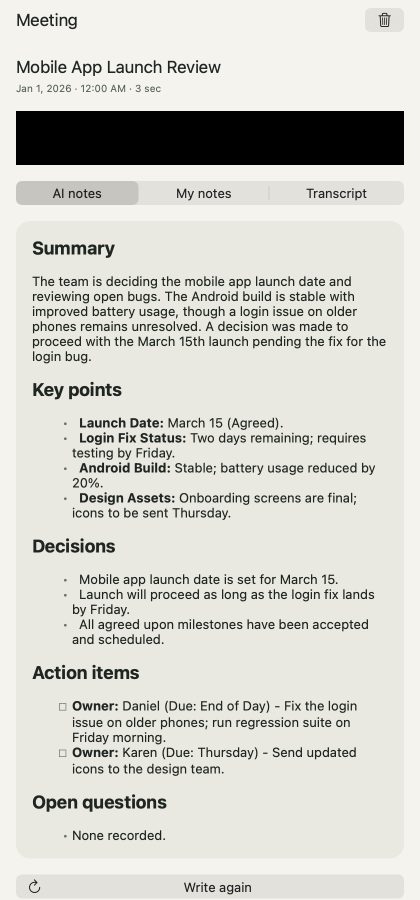 Meeting
Mobile App Launch Review
Jan 1, 2026 · 12:00 AM · 3 sec
AI notes
My notes
Transcript
Summary
The team is deciding the mobile app launch date and
reviewing open bugs. The Android build is stable with
improved battery usage, though a login issue on older
phones remains unresolved. A decision was made to
proceed with the March 15th launch pending the fix for the
login bug.
Key points
• Launch Date: March 15 (Agreed).
• Login Fix Status: Two days remaining; requires
testing by Friday.
• Android Build: Stable; battery usage reduced by
20%.
• Design Assets: Onboarding screens are final;
icons to be sent Thursday.
Decisions
• Mobile app launch date is set for March 15.
• Launch will proceed as long as the login fix lands
by Friday.
• All agreed upon milestones have been accepted
and scheduled.
Action items
☐ Owner: Daniel (Due: End of Day) - Fix the login
issue on older phones; run regression suite on
Friday morning.
☐ Owner: Karen (Due: Thursday) - Send updated
icons to the design team.
Open questions
• None recorded.
Write again